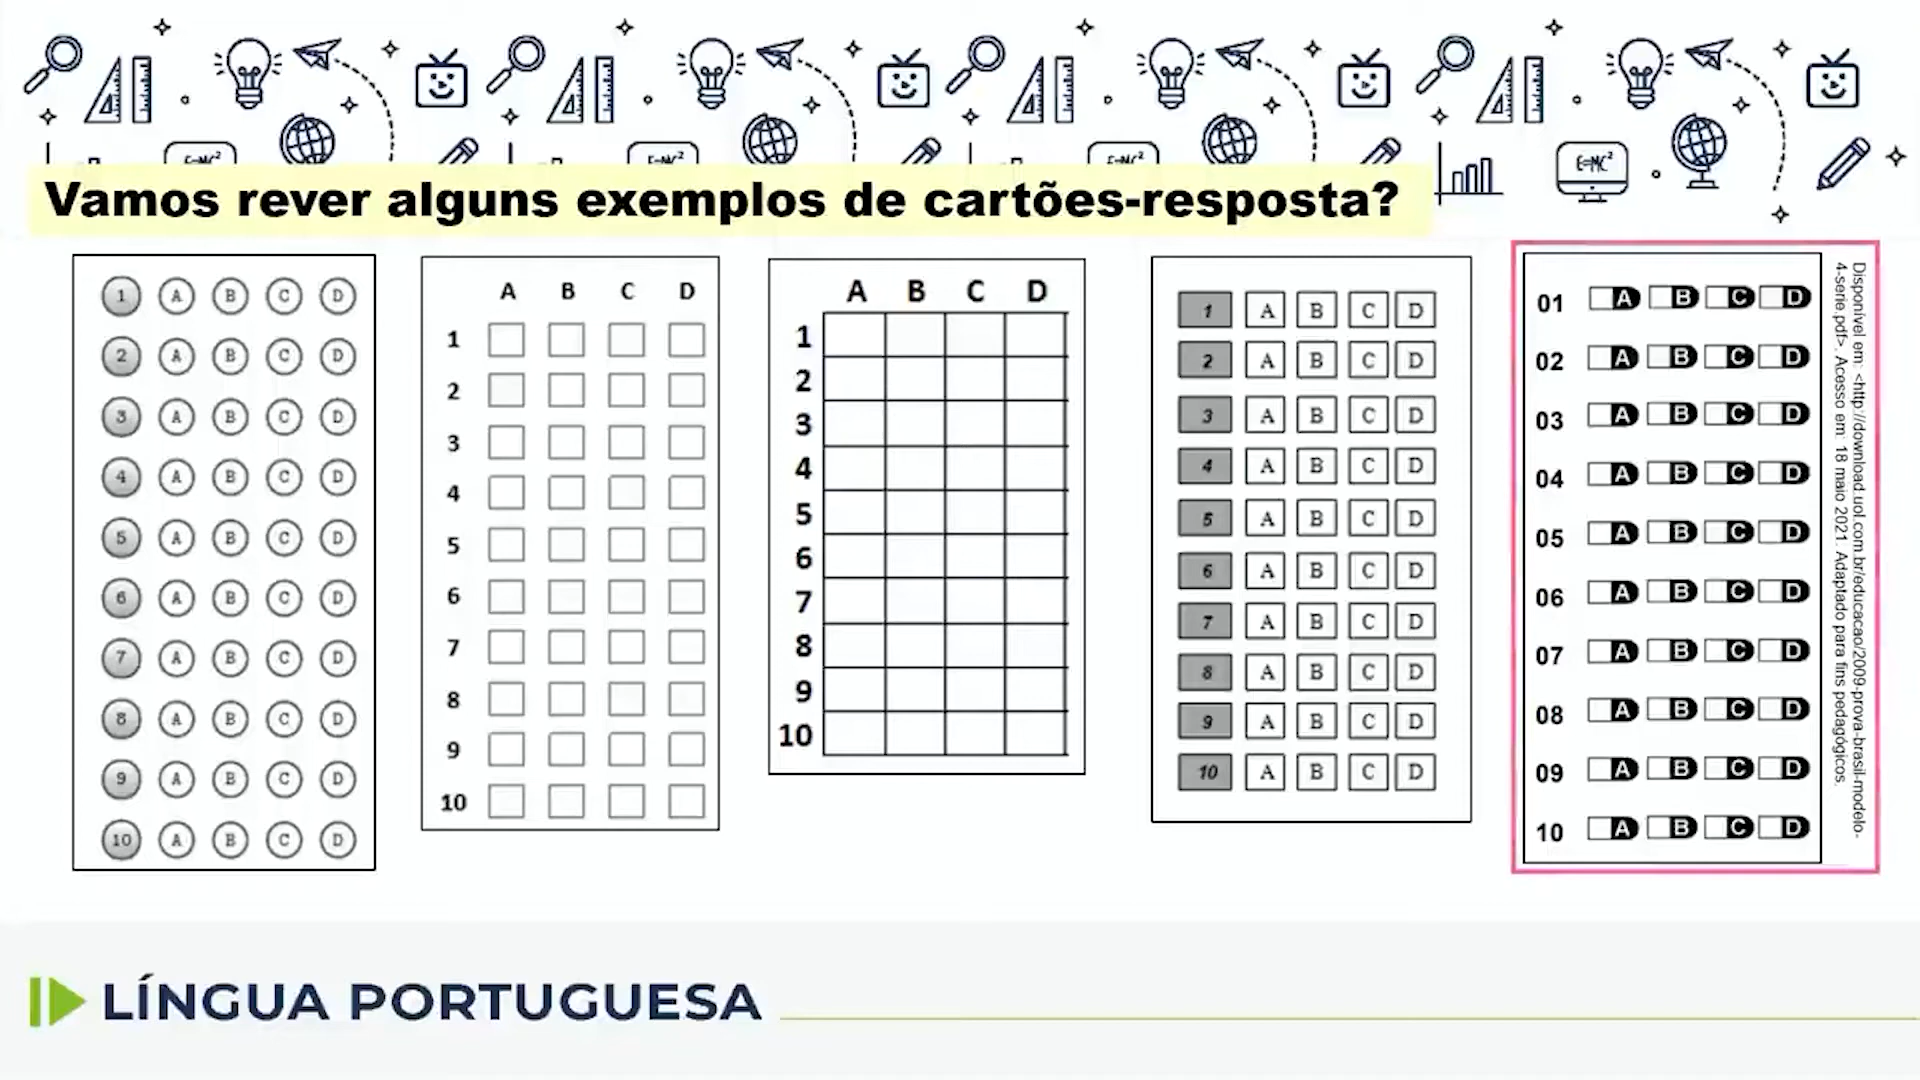 E=MC²
E=MC²
E=MC²
E=MC²
Vamos rever alguns exemplos de cartões-resposta?
1 A B C D
2 A B C D
3 A B C D
4 A B C D
5 A B C D
6 A B C D
7 A B C D
8 A B C D
9 A B C D
10 A B C D
A B C D
1
2
3
4
5
6
7
8
9
10
A B C D
1
2
3
4
5
6
7
8
9
10
1 A B C D
2 A B C D
3 A B C D
4 A B C D
5 A B C D
6 A B C D
7 A B C D
8 A B C D
9 A B C D
10 A B C D
01 A B C D
02 A B C D
03 A B C D
04 A B C D
05 A B C D
06 A B C D
07 A B C D
08 A B C D
09 A B C D
10 A B C D
Disponível em: <http://download.uol.com.br/educacao/2009-prova-brasil-modelo-
4-serie.pdf>. Acesso em: 18 maio 2021. Adaptado para fins pedagógicos.
LÍNGUA PORTUGUESA